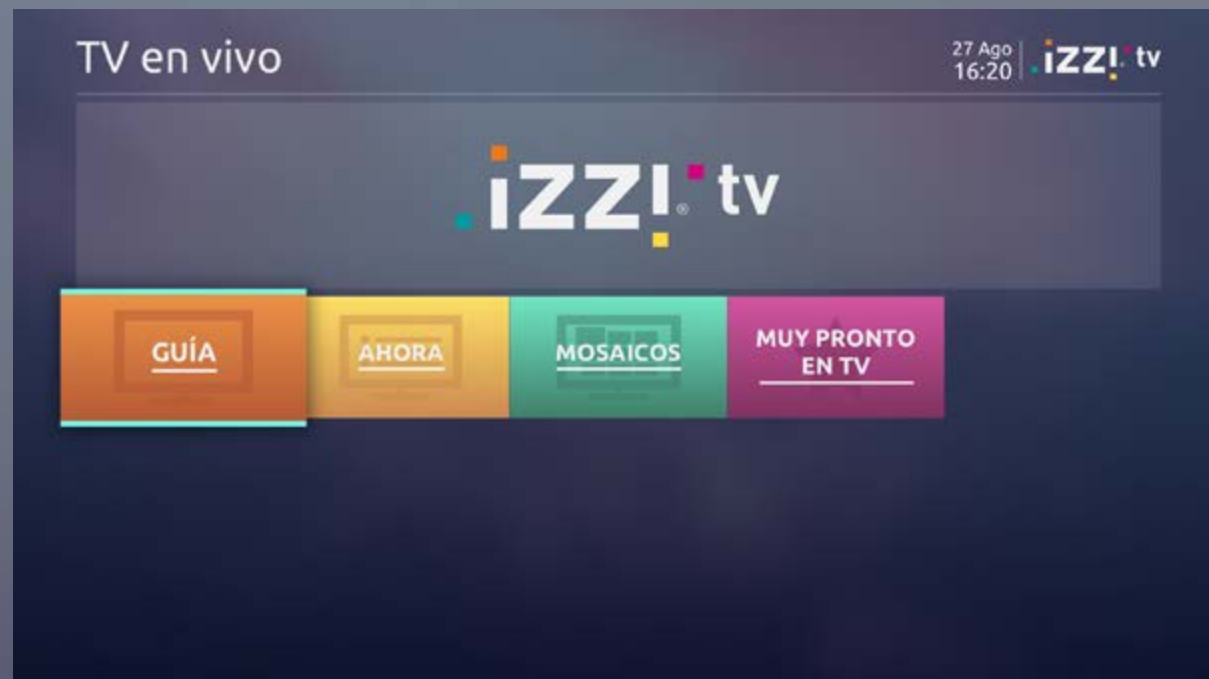 TV en vivo
27 Ago
16:20
izzi tv
izzi® tv
GUÍA
AHORA
MOSAICOS
MUY PRONTO
EN TV